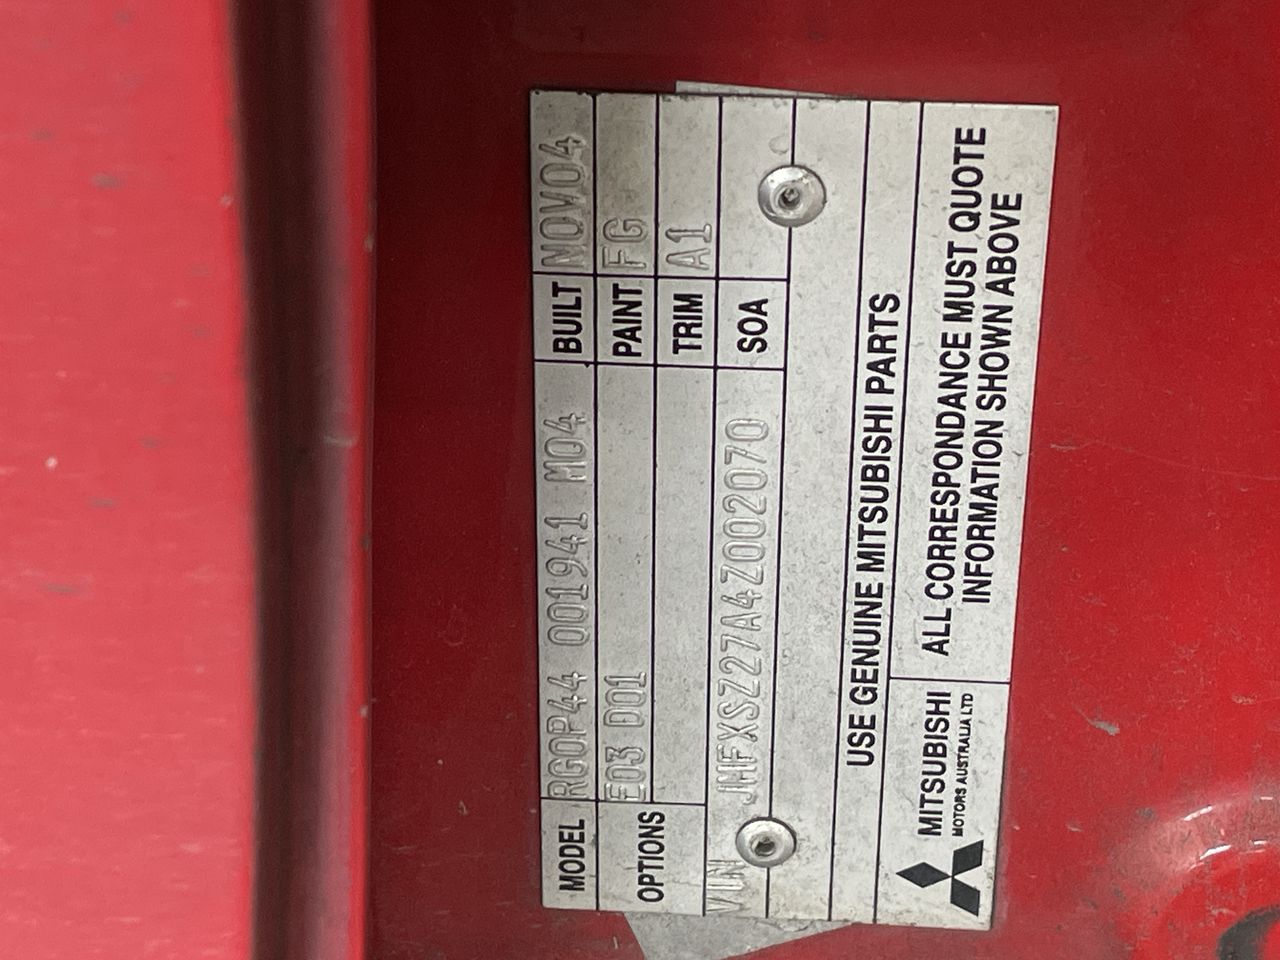 MODEL RG0P44 001941 M04 BUILT NOV04
OPTIONS E03 D01 PAINT FG
TRIM A1
VIN JMFXSZ27A4Z002070 SOA
USE GENUINE MITSUBISHI PARTS
MITSUBISHI
MOTORS AUSTRALIA LTD
ALL CORRESPONDANCE MUST QUOTE
INFORMATION SHOWN ABOVE